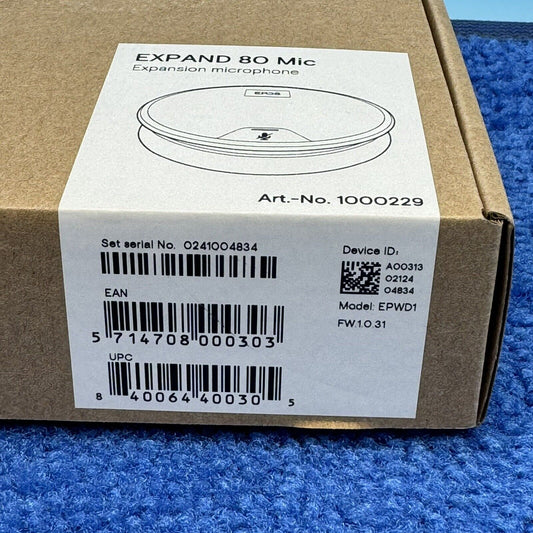 EXPAND 80 Mic
Expansion microphone
EPOS
Art.-No. 1000229
Set serial No. 0241004834
Device ID:
A00313
02124
04834
Model: EPWD1
FW.1.0.31
EAN
5 714708 000303
UPC
8 40064 40030 5